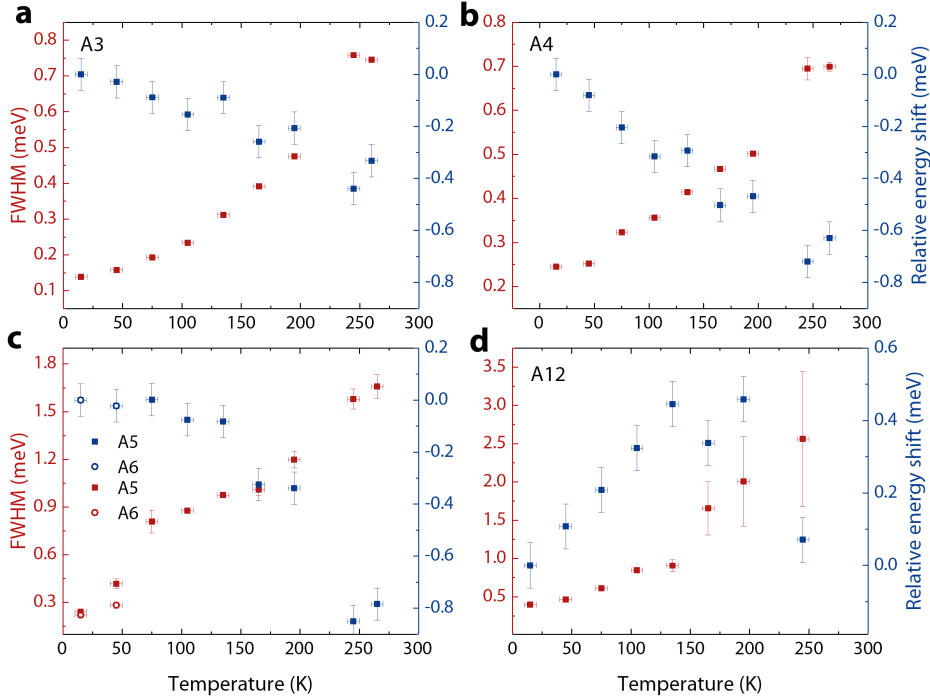 a
b
A3
A4
0.8
0.7
0.6
0.5
0.4
0.3
0.2
0.1
FWHM (meV)
0.2
0.0
-0.2
-0.4
-0.6
-0.8
0 50 100 150 200 250 300
0.8
0.7
0.6
0.5
0.4
0.3
0.2
0.2
0.0
-0.2
-0.4
-0.6
-0.8
Relative energy shift (meV)
0 50 100 150 200 250 300
c
d
1.8
1.5
1.2
0.9
0.6
0.3
FWHM (meV)
A5
A6
A5
A6
0.2
0.0
-0.2
-0.4
-0.6
-0.8
0 50 100 150 200 250 300
Temperature (K)
A12
3.5
3.0
2.5
2.0
1.5
1.0
0.5
0.6
0.4
0.2
0.0
Relative energy shift (meV)
0 50 100 150 200 250 300
Temperature (K)